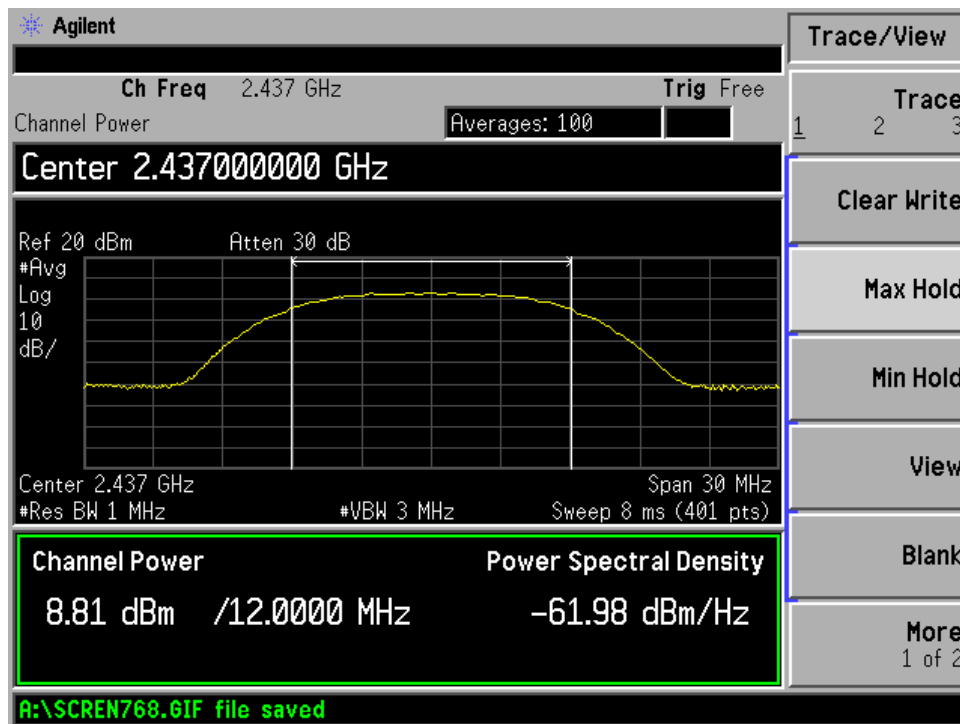 Agilent
Ch Freq 2.437 GHz Trig Free
Channel Power Averages: 100
Center 2.437000000 GHz
Ref 20 dBm Atten 30 dB
#Avg
Log
10
dB/
Center 2.437 GHz Span 30 MHz
#Res BW 1 MHz #VBW 3 MHz Sweep 8 ms (401 pts)
Channel Power Power Spectral Density
8.81 dBm /12.0000 MHz -61.98 dBm/Hz
A:\SCREN768.GIF file saved
Trace/View
Trace
1 2 3
Clear Write
Max Hold
Min Hold
View
Blank
More
1 of 2